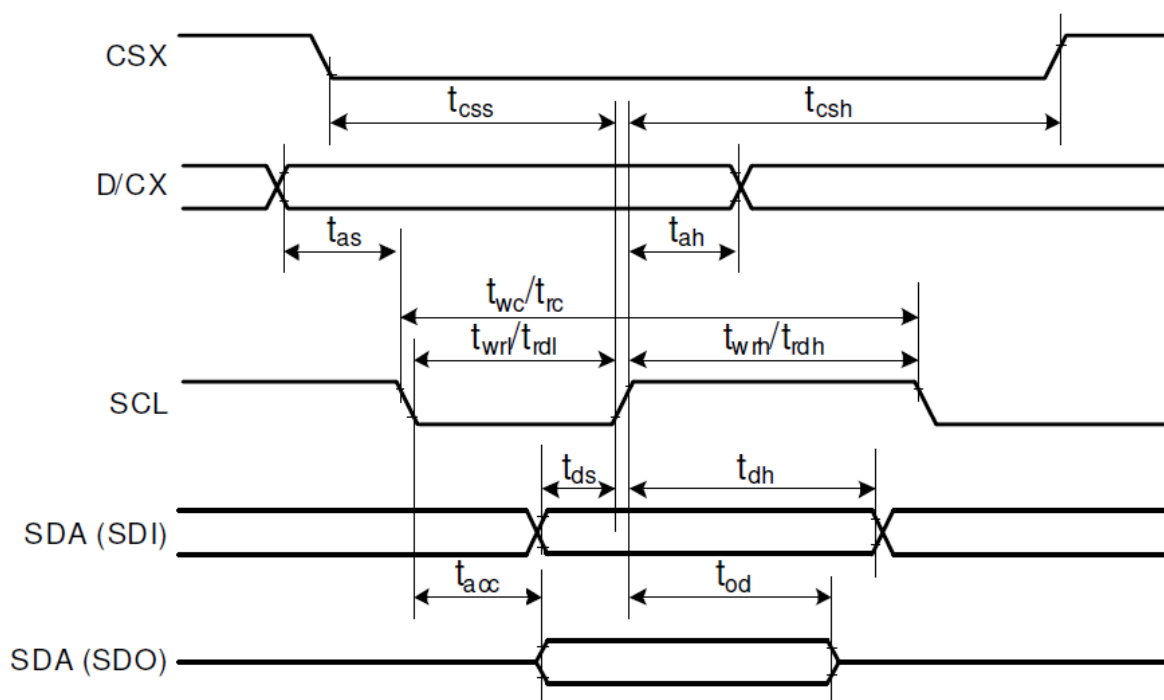 CSX
tcss tcsh
D/CX
tas tah
twc/trc
twrl/trdl twrh/trdh
SCL
tds tdh
SDA (SDI)
tacc tod
SDA (SDO)